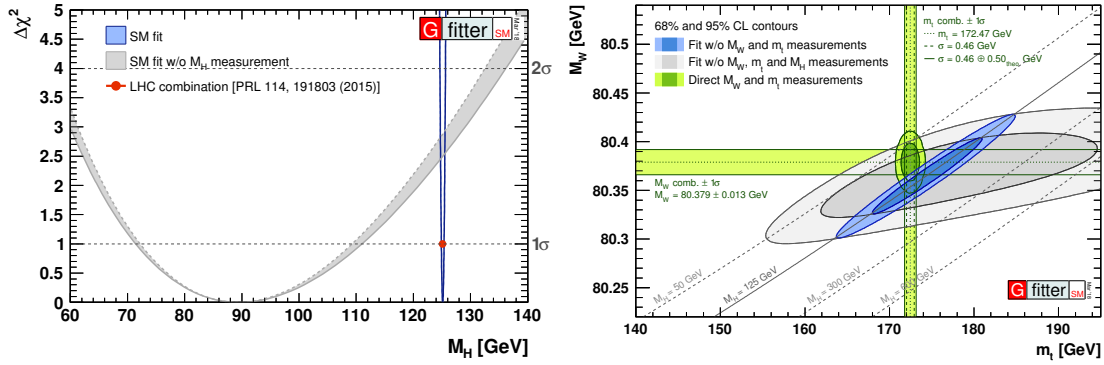 Δχ²
5
4.5
4
3.5
3
2.5
2
1.5
1
0.5
0
60 70 80 90 100 110 120 130 140
M_H [GeV]
SM fit
SM fit w/o M_H measurement
LHC combination [PRL 114, 191803 (2015)]
G fitter SM
Mar '18
2σ
1σ
M_W [GeV]
80.5
80.45
80.4
80.35
80.3
80.25
140 150 160 170 180 190
m_t [GeV]
68% and 95% CL contours
Fit w/o M_W and m_t measurements
Fit w/o M_W, m_t and M_H measurements
Direct M_W and m_t measurements
m_t comb. ± 1σ
m_t = 172.47 GeV
σ = 0.46 GeV
σ = 0.46 ⊕ 0.50_theo. GeV
M_W comb. ± 1σ
M_W = 80.379 ± 0.013 GeV
M_H = 50 GeV
M_H = 125 GeV
M_H = 300 GeV
G fitter SM
Mar '18